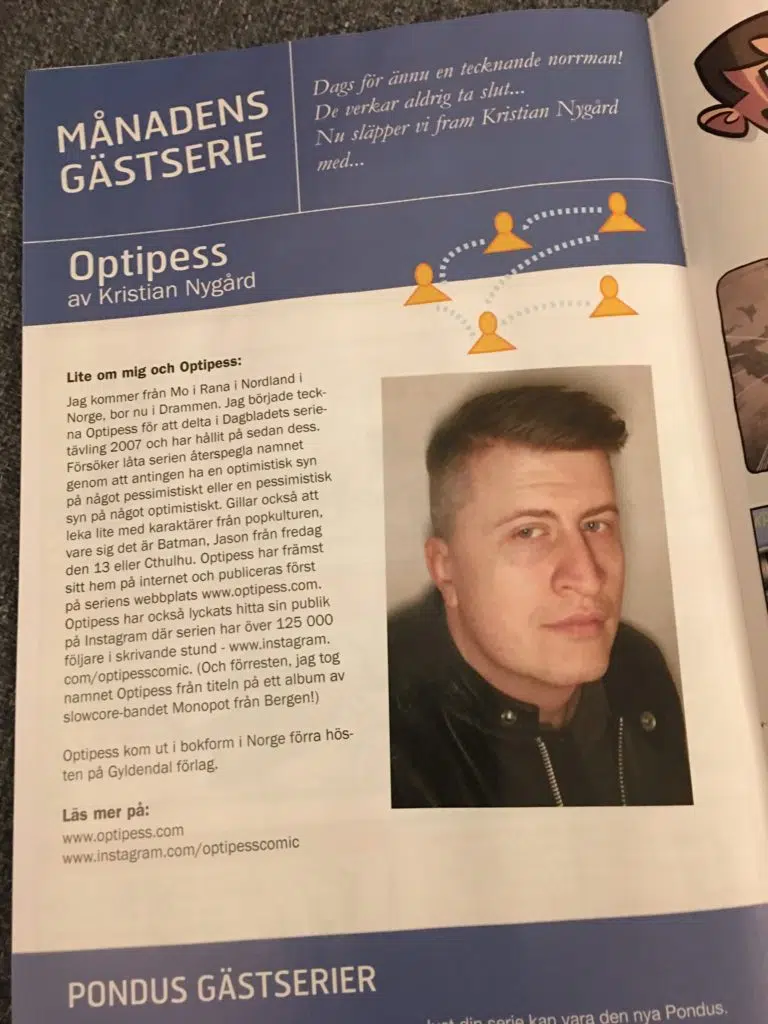 MÅNADENS
GÄSTSERIE
Dags för ännu en tecknande norrman!
De verkar aldrig ta slut...
Nu släpper vi fram Kristian Nygård
med...
Optipess
av Kristian Nygård
Lite om mig och Optipess:
Jag kommer från Mo i Rana i Nordland i
Norge, bor nu i Drammen. Jag började teck-
na Optipess för att delta i Dagbladets serie-
tävling 2007 och har hållit på sedan dess.
Försöker låta serien återspegla namnet
genom att antingen ha en optimistisk syn
på något pessimistiskt eller en pessimistisk
syn på något optimistiskt. Gillar också att
leka lite med karaktärer från popkulturen,
vare sig det är Batman, Jason från fredag
den 13 eller Cthulhu. Optipess har främst
sitt hem på internet och publiceras först
på seriens webbplats www.optipess.com.
Optipess har också lyckats hitta sin publik
på Instagram där serien har över 125 000
följare i skrivande stund - www.instagram.
com/optipesscomic. (Och förresten, jag tog
namnet Optipess från titeln på ett album av
slowcore-bandet Monopot från Bergen!)
Optipess kom ut i bokform i Norge förra hös-
ten på Gyldendal förlag.
Läs mer på:
www.optipess.com
www.instagram.com/optipesscomic
PONDUS GÄSTSERIER
din serie kan vara den nya Pondus.